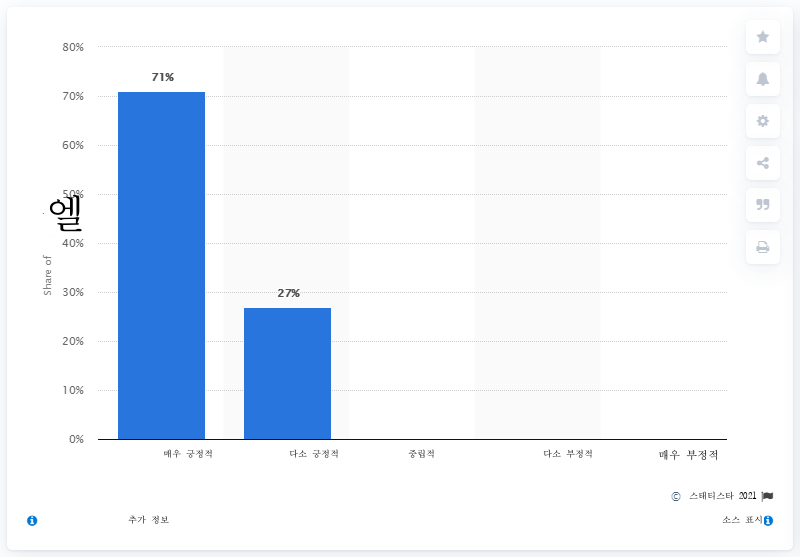 80%
71%
70%
60%
50%
엘
40%
Share of
30%
27%
20%
10%
0%
매우 긍정적
다소 긍정적
중립적
다소 부정적
매우 부정적
© 스태티스타 2021
추가 정보
소스 표시